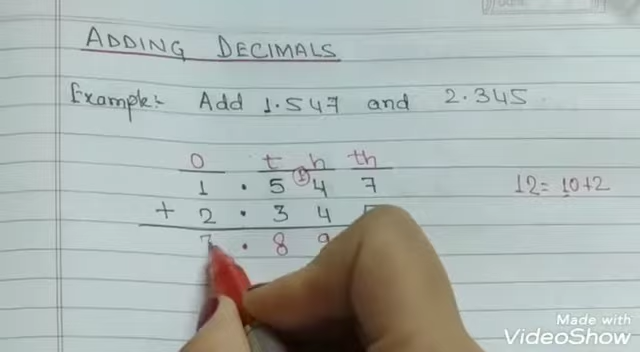 ADDING DECIMALS
Example:- Add 1.547 and 2.345
O t h th
1 . 5 ① 4 7
12 = 10+2
+ 2 . 3 4
. 8 9
Made with
VideoShow